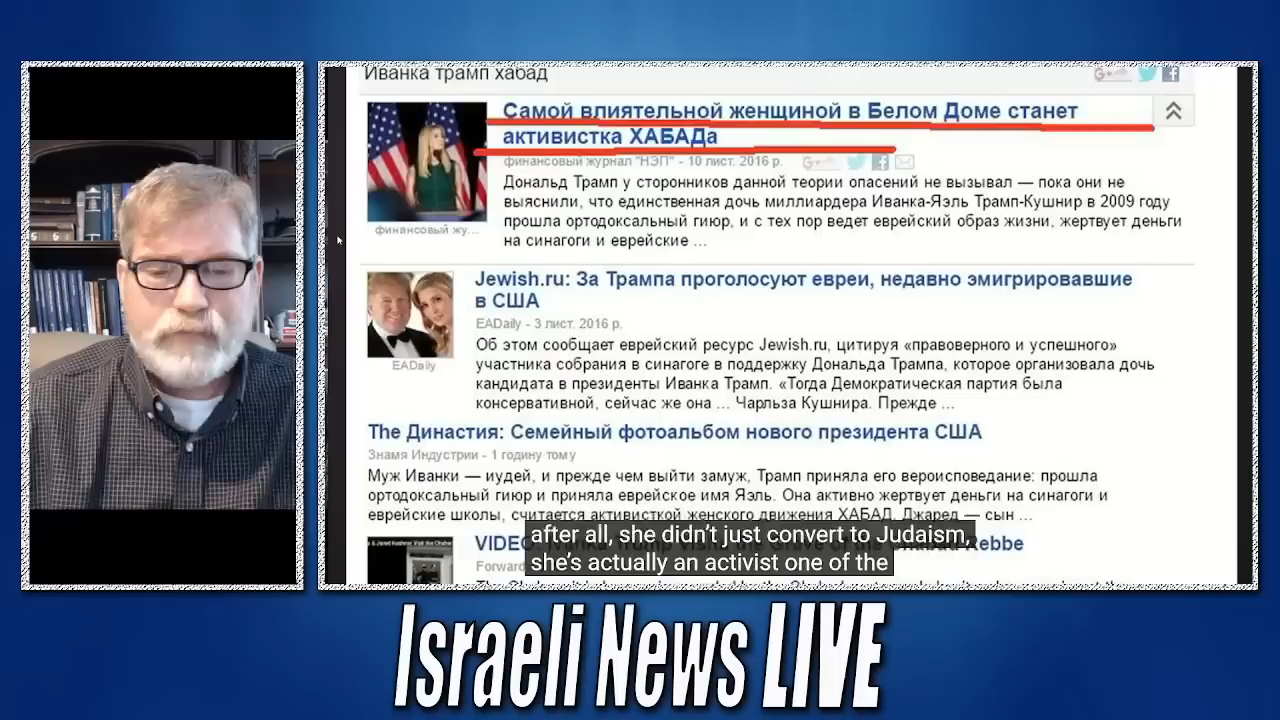 Иванка трамп хабад
Самой влиятельной женщиной в Белом Доме станет
активистка ХАБАДа
финансовый журнал "НЭП" - 10 лист. 2016 р.
Дональд Трамп у сторонников данной теории опасений не вызывал — пока они не
выяснили, что единственная дочь миллиардера Иванка-Яэль Трамп-Кушнир в 2009 году
прошла ортодоксальный гиюр, и с тех пор ведет еврейский образ жизни, жертвует деньги
на синагоги и еврейские ...
финансовый жу...
Jewish.ru: За Трампа проголосуют евреи, недавно эмигрировавшие
в США
EADaily - 3 лист. 2016 р.
Об этом сообщает еврейский ресурс Jewish.ru, цитируя «правоверного и успешного»
участника собрания в синагоге в поддержку Дональда Трампа, которое организовала дочь
кандидата в президенты Иванка Трамп. «Тогда Демократическая партия была
консервативной, сейчас же она ... Чарльза Кушнира. Прежде ...
EADaily
The Династия: Семейный фотоальбом нового президента США
Знамя Индустрии - 1 годину тому
Муж Иванки — иудей, и прежде чем выйти замуж, Трамп приняла его вероисповедание: прошла
ортодоксальный гиюр и приняла еврейское имя Яэль. Она активно жертвует деньги на синагоги и
еврейские школы, считается активисткой женского движения ХАБАД. Джаред — сын ...
VIDEO Rebbe
Forward
after all, she didn't just convert to Judaism,
she's actually an activist one of the
Israeli News LIVE